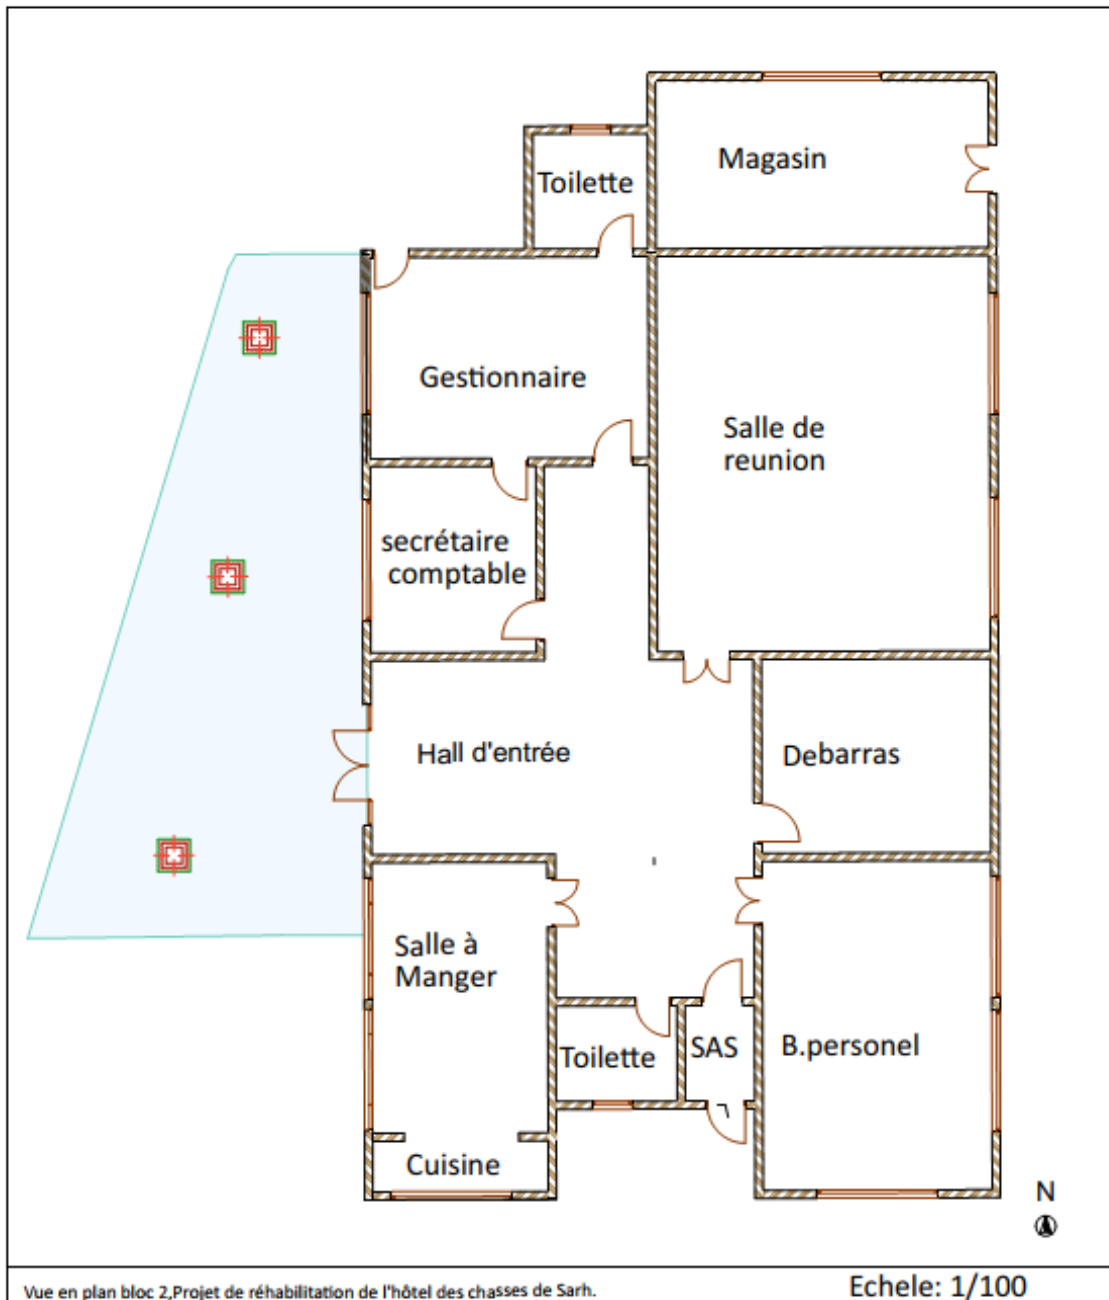 Magasin
Toilette
Gestionnaire
Salle de
reunion
secrétaire
comptable
Hall d'entrée
Debarras
Salle à
Manger
Toilette
SAS
B.personel
Cuisine
N
Vue en plan bloc 2,Projet de réhabilitation de l'hôtel des chasses de Sarh.
Echele: 1/100